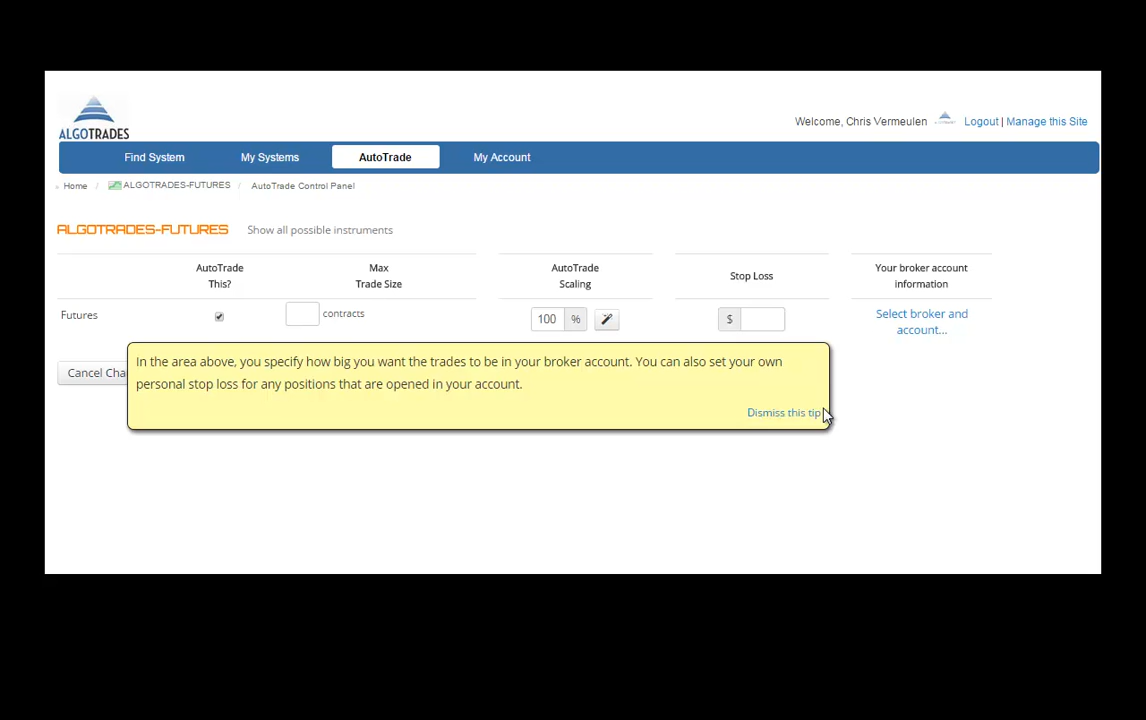 ALGOTRADES
Welcome, Chris Vermeulen Logout | Manage this Site
Find System My Systems AutoTrade My Account
Home / ALGOTRADES-FUTURES / AutoTrade Control Panel
ALGOTRADES-FUTURES Show all possible instruments
AutoTrade This?
Max Trade Size
AutoTrade Scaling
Stop Loss
Your broker account information
Futures contracts 100 % $
Select broker and account...
Cancel Cha
In the area above, you specify how big you want the trades to be in your broker account. You can also set your own
personal stop loss for any positions that are opened in your account.
Dismiss this tip